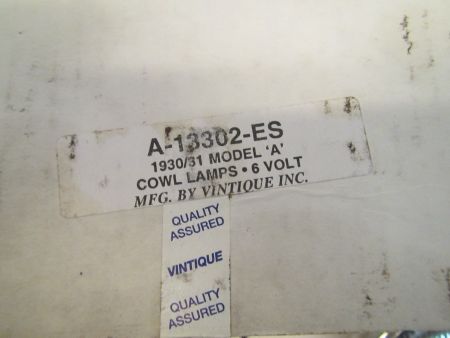 A-13302-ES
1930/31 MODEL 'A'
COWL LAMPS • 6 VOLT
MFG. BY VINTIQUE INC.
QUALITY
ASSURED
VINTIQUE
QUALITY
ASSURED